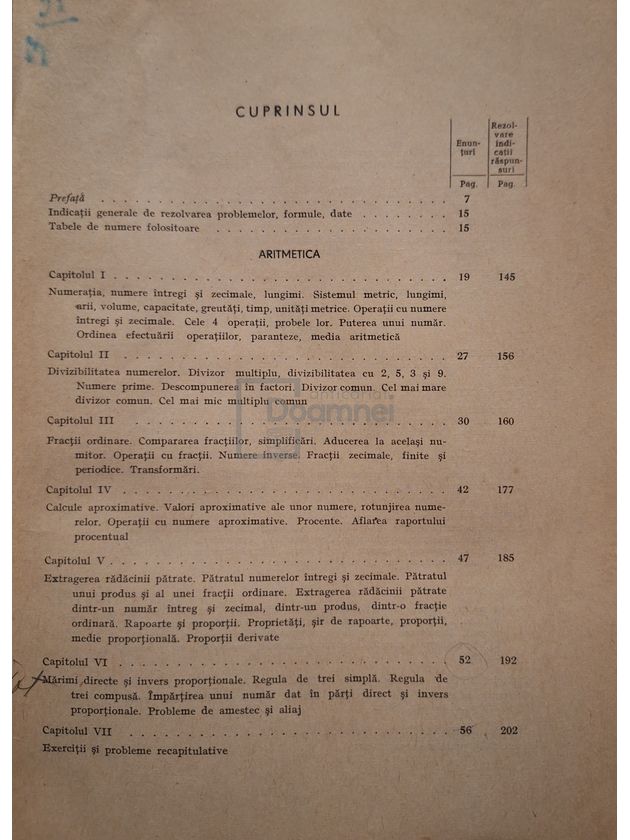 CUPRINSUL
Enun-
țuri
Rezol-
vare
indi-
cații
răspun-
suri
Pag. Pag.
Prefață . . . . . . . . . . . . . . . . . . . . . . . . . . . 7
Indicații generale de rezolvarea problemelor, formule, date . . . . . . . 15
Tabele de numere folositoare . . . . . . . . . . . . . . . . . . 15
ARITMETICA
Capitolul I . . . . . . . . . . . . . . . . . . . . . . . . . . 19 145
Numerația, numere întregi și zecimale, lungimi. Sistemul metric, lungimi,
arii, volume, capacitate, greutăți, timp, unități metrice. Operații cu numere
întregi și zecimale. Cele 4 operații, probele lor. Puterea unui număr.
Ordinea efectuării operațiilor, paranteze, media aritmetică
Capitolul II . . . . . . . . . . . . . . . . . . . . . . . . . 27 156
Divizibilitatea numerelor. Divizor multiplu, divizibilitatea cu 2, 5, 3 și 9.
Numere prime. Descompunerea în factori. Divizor comun. Cel mai mare
divizor comun. Cel mai mic multiplu comun
anticariat
Doamnei
Capitolul III . . . . . . . . . . . . . . . . . . . . . . . . 30 160
Fracții ordinare. Compararea fracțiilor, simplificări. Aducerea la același nu-
mitor. Operații cu fracții. Numere inverse. Fracții zecimale, finite și
periodice. Transformări.
Capitolul IV . . . . . . . . . . . . . . . . . . . . . . . . . 42 177
Calcule aproximative. Valori aproximative ale unor numere, rotunjirea nume-
relor. Operații cu numere aproximative. Procente. Aflarea raportului
procentual
Capitolul V . . . . . . . . . . . . . . . . . . . . . . . . . . 47 185
Extragerea rădăcinii pătrate. Pătratul numerelor întregi și zecimale. Pătratul
unui produs și al unei fracții ordinare. Extragerea rădăcinii pătrate
dintr-un număr întreg și zecimal, dintr-un produs, dintr-o fracție
ordinară. Rapoarte și proporții. Proprietăți, șir de rapoarte, proporții,
medie proporțională. Proporții derivate
Capitolul VI . . . . . . . . . . . . . . . . . . . . . . . . . 52 192
Mărimi directe și invers proporționale. Regula de trei simplă. Regula de
trei compusă. Împărțirea unui număr dat în părți direct și invers
proporționale. Probleme de amestec și aliaj
Capitolul VII . . . . . . . . . . . . . . . . . . . . . . . . 56 202
Exerciții și probleme recapitulative